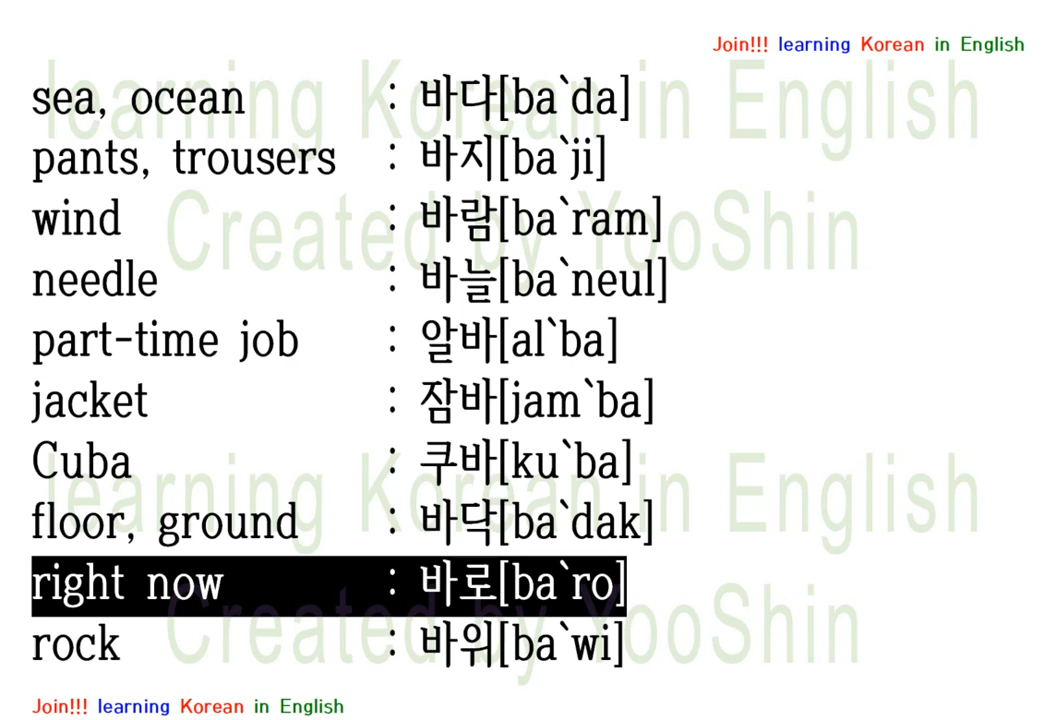 Join!!! learning Korean in English
sea, ocean : 바다[ba`da]
pants, trousers : 바지[ba`ji]
wind : 바람[ba`ram]
needle : 바늘[ba`neul]
part-time job : 알바[al`ba]
jacket : 잠바[jam`ba]
Cuba : 쿠바[ku`ba]
floor, ground : 바닥[ba`dak]
right now : 바로[ba`ro]
rock : 바위[ba`wi]
Join!!! learning Korean in English
learning Korean in English
Created by YooShin
learning Korean in English
Created by YooShin